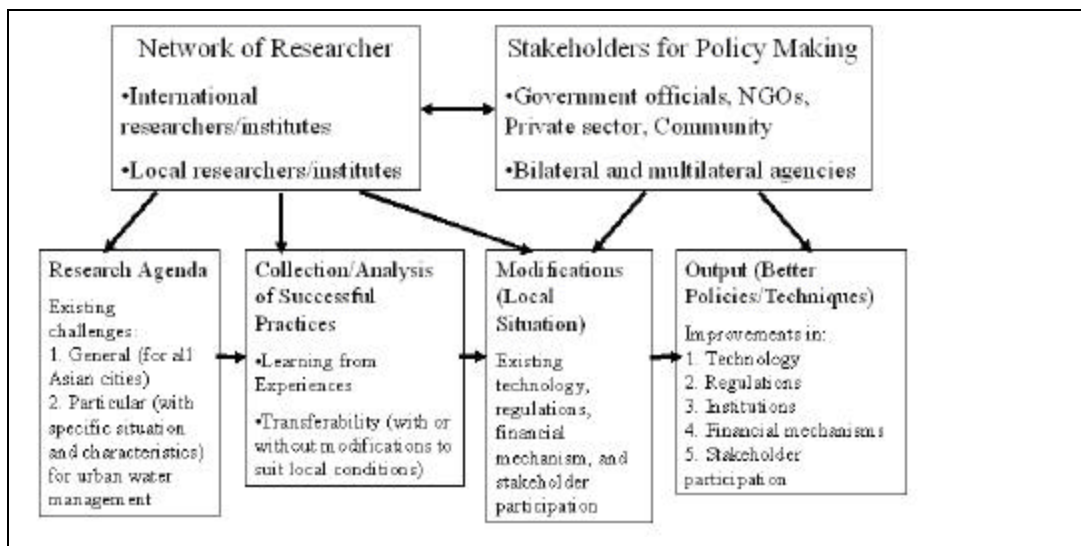 Network of Researcher
•International
researchers/institutes
•Local researchers/institutes
Stakeholders for Policy Making
•Government officials, NGOs,
Private sector, Community
•Bilateral and multilateral agencies
Research Agenda
Existing
challenges:
1. General (for all
Asian cities)
2. Particular (with
specific situation
and characteristics)
for urban water
management
Collection/Analysis
of Successful
Practices
•Learning from
Experiences
•Transferability (with or
without modifications to
suit local conditions)
Modifications
(Local
Situation)
Existing
technology,
regulations,
financial
mechanism, and
stakeholder
participation
Output (Better
Policies/Techniques)
Improvements in:
1. Technology
2. Regulations
3. Institutions
4. Financial mechanisms
5. Stakeholder
participation